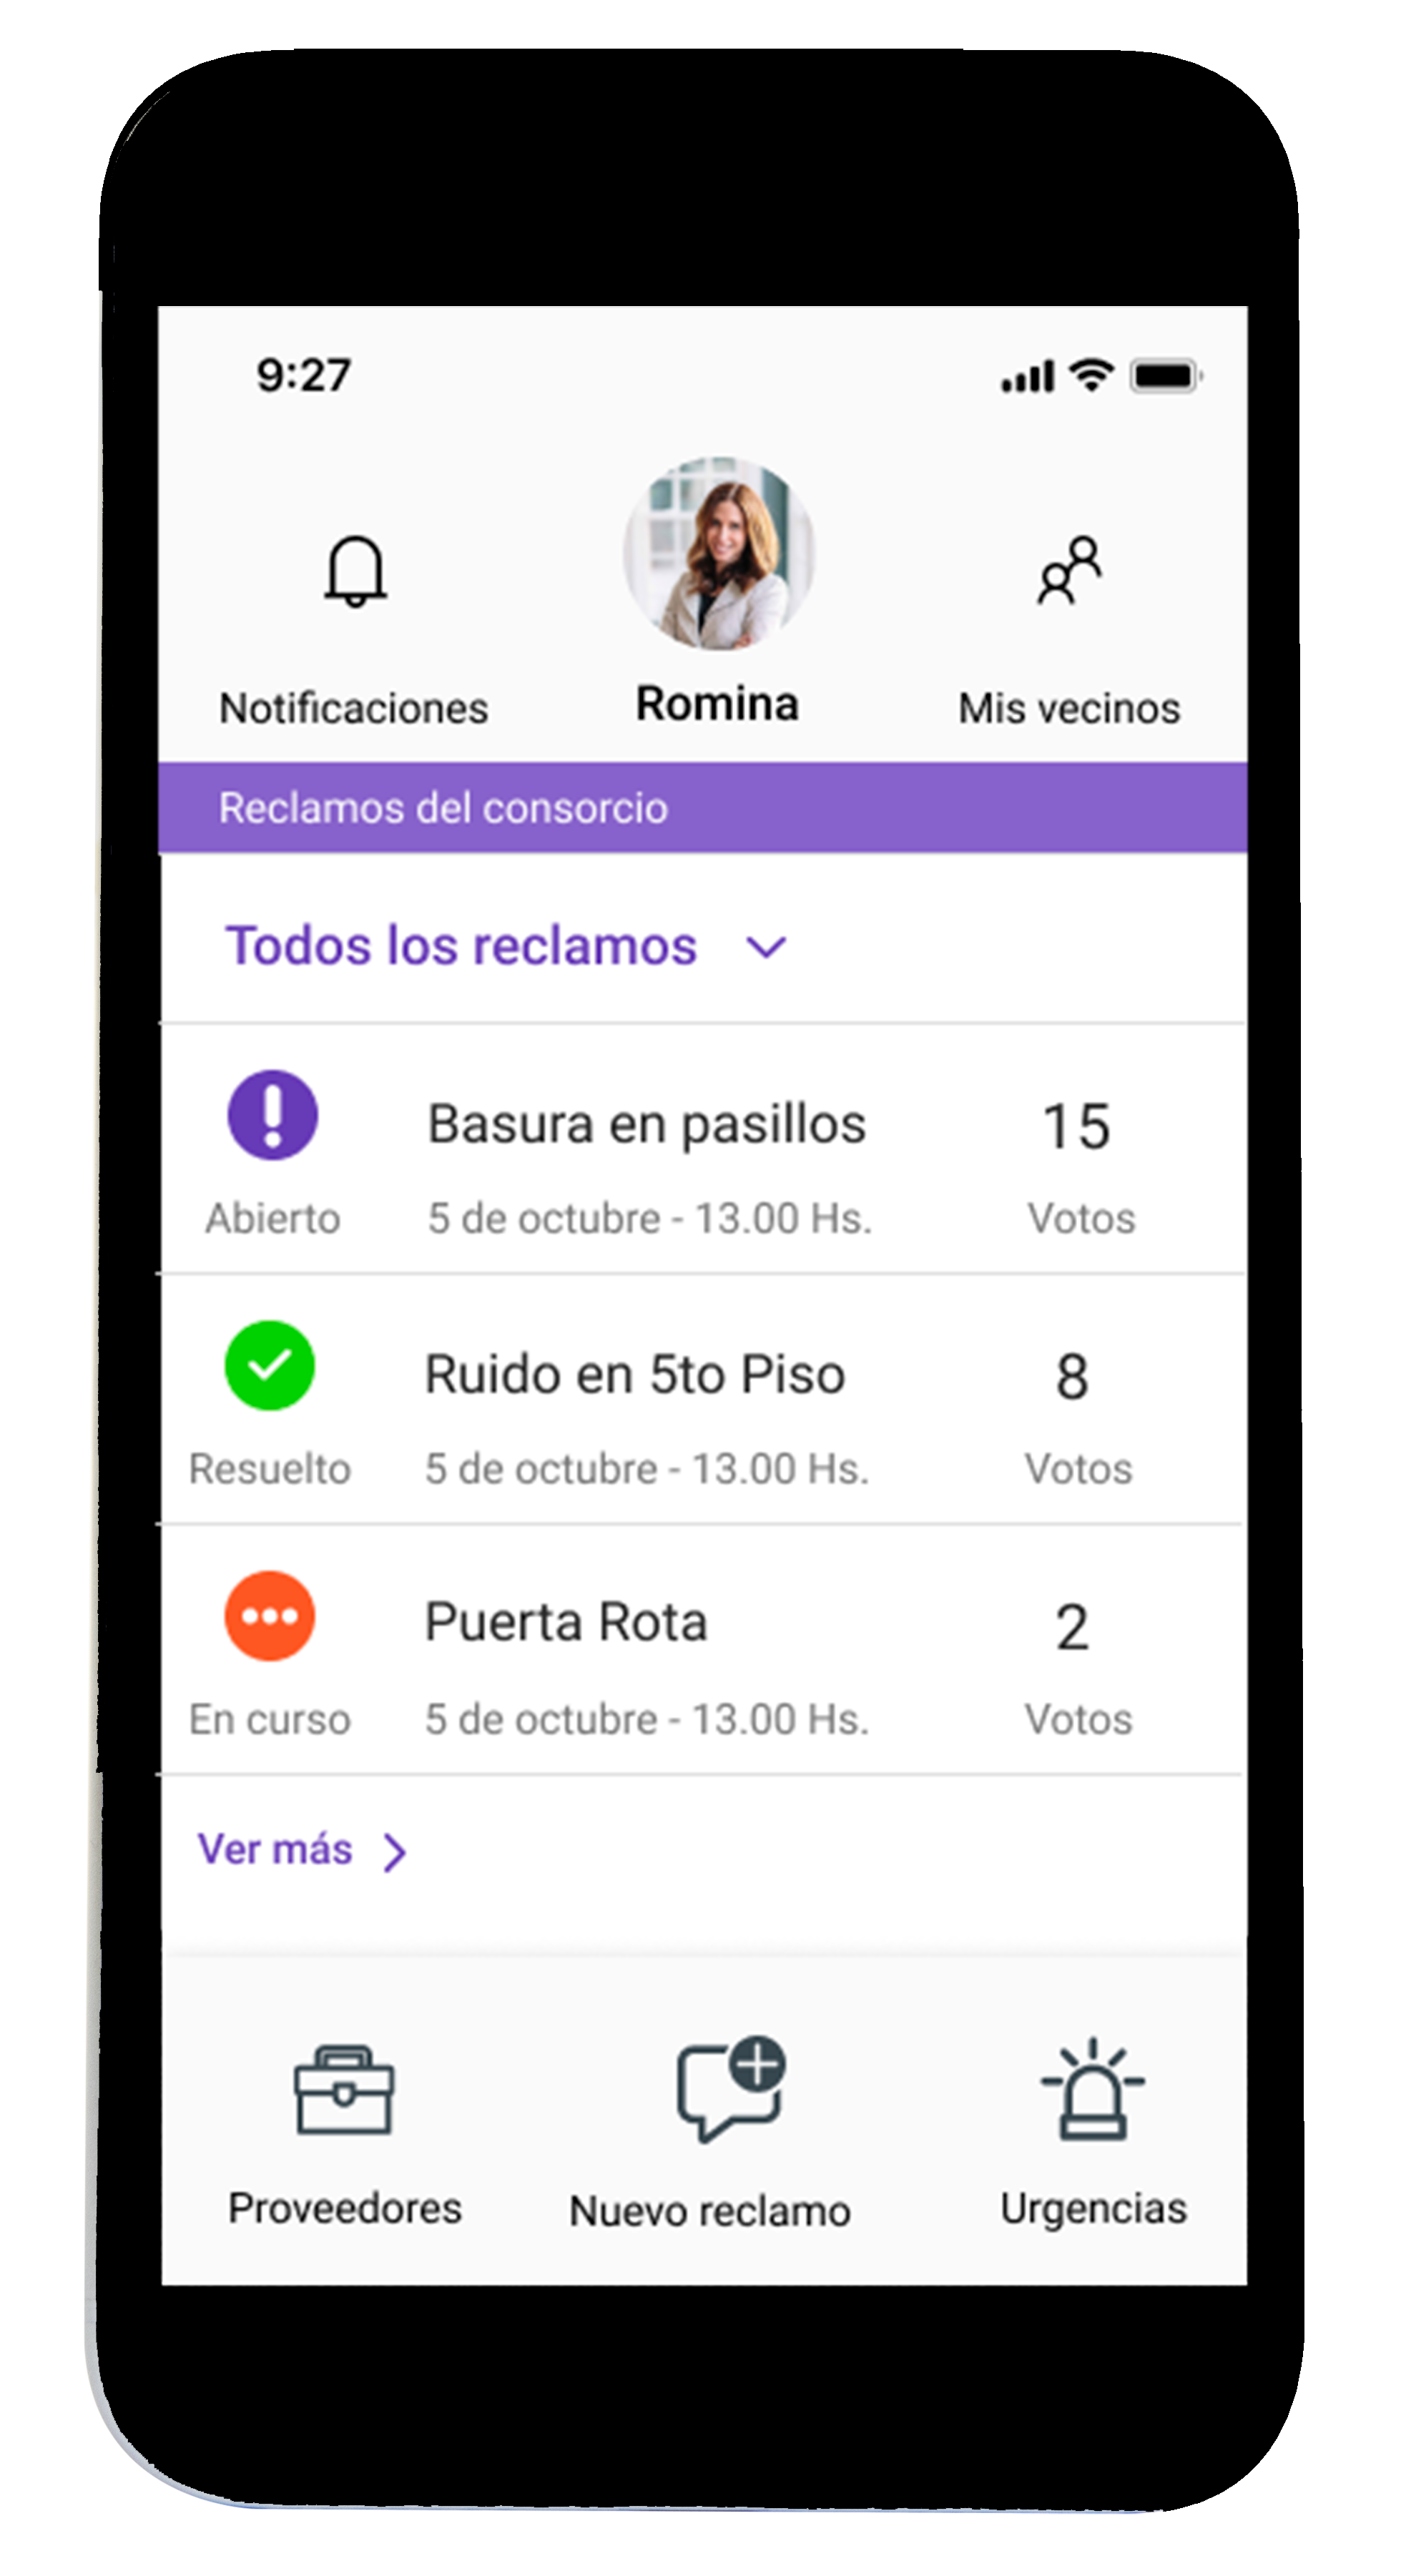 9:27
Notificaciones
Romina
Mis vecinos
Reclamos del consorcio
Todos los reclamos
Basura en pasillos
15
Abierto
5 de octubre - 13.00 Hs.
Votos
Ruido en 5to Piso
8
Resuelto
5 de octubre - 13.00 Hs.
Votos
Puerta Rota
2
En curso
5 de octubre - 13.00 Hs.
Votos
Ver más
Proveedores
Nuevo reclamo
Urgencias